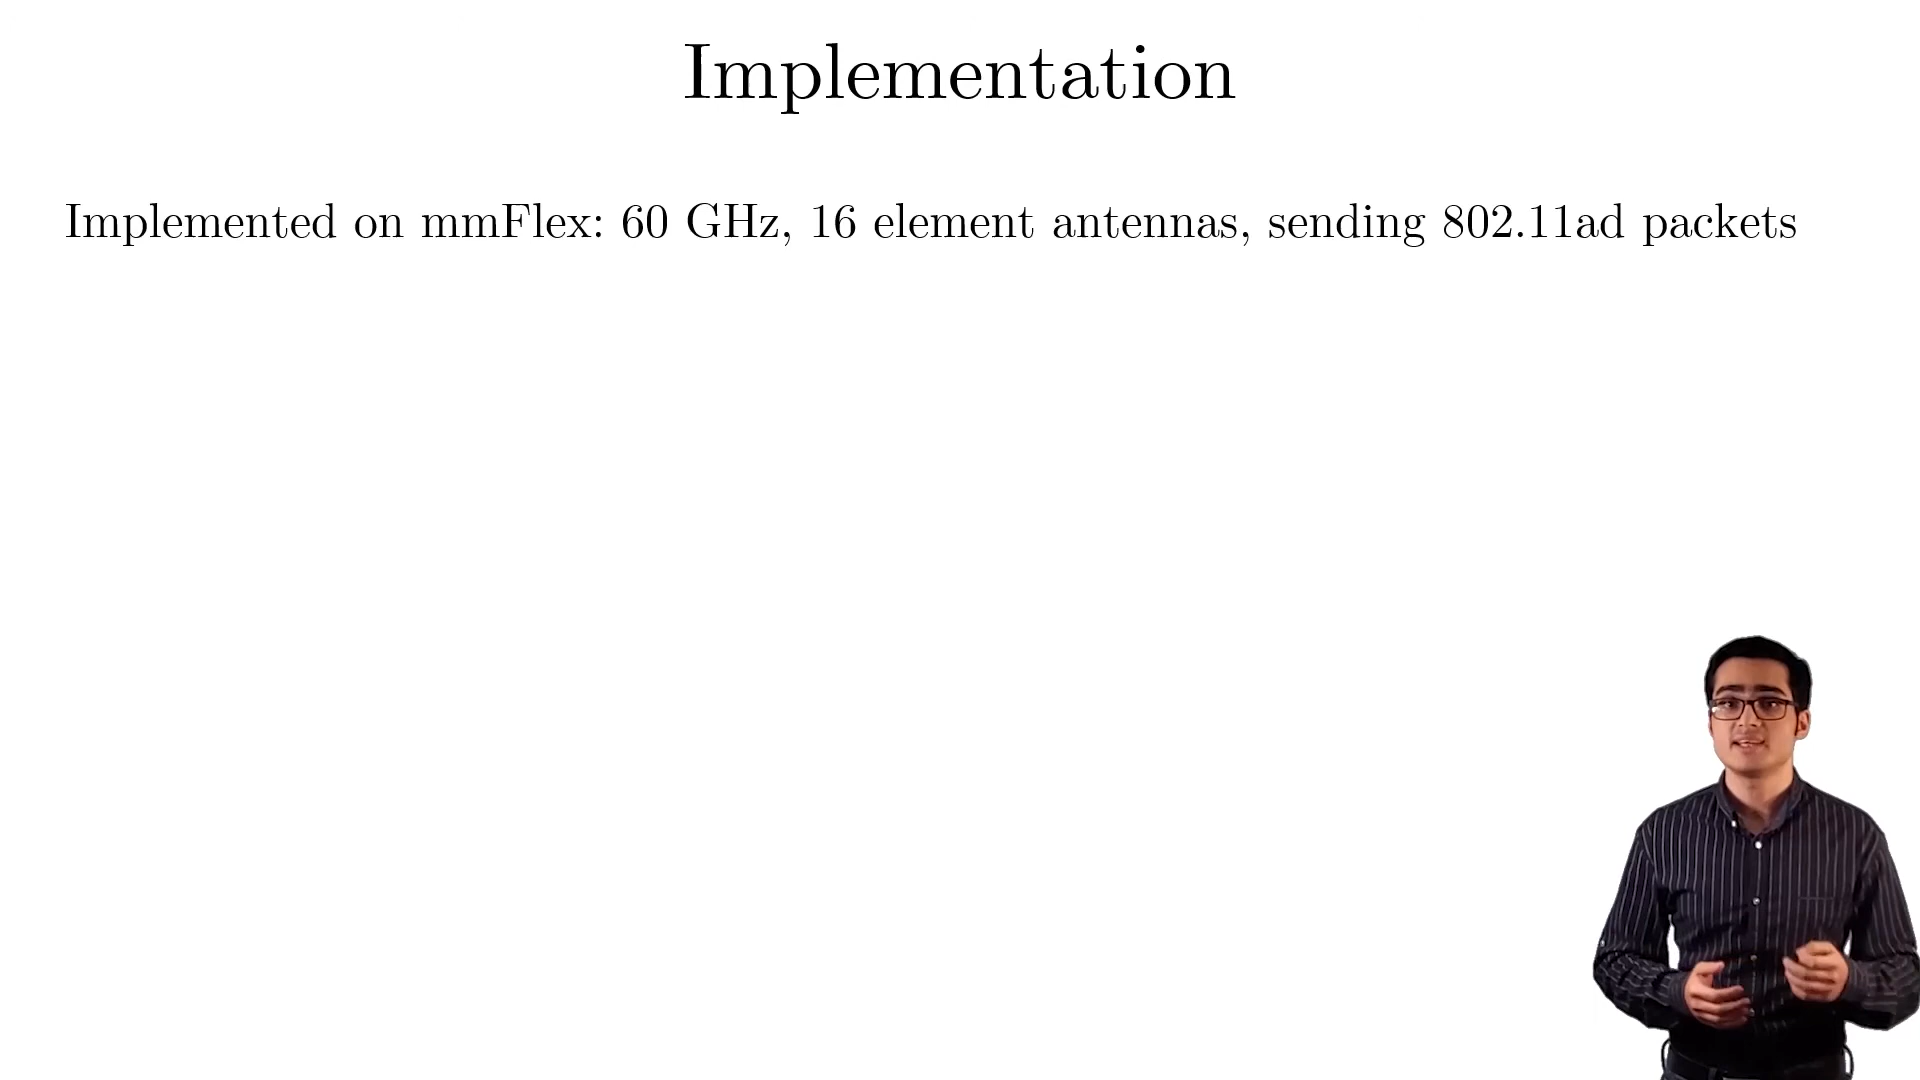 Implementation
Implemented on mmFlex: 60 GHz, 16 element antennas, sending 802.11ad packets